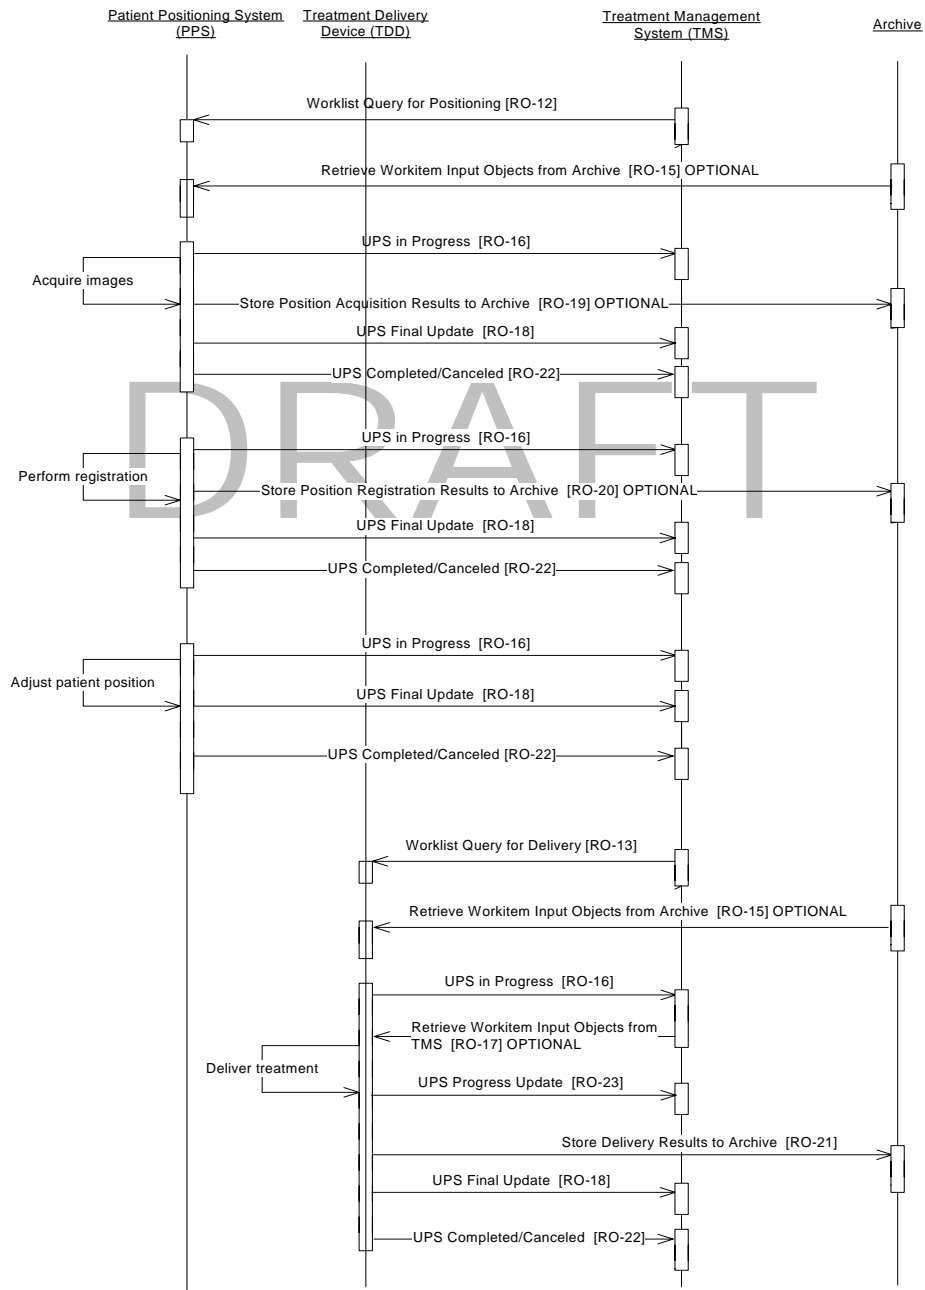 Patient Positioning System
(PPS)
Treatment Delivery
Device (TDD)
Treatment Management
System (TMS)
Archive
Worklist Query for Positioning [RO-12]
Retrieve Workitem Input Objects from Archive [RO-15] OPTIONAL
UPS in Progress [RO-16]
Acquire images
Store Position Acquisition Results to Archive [RO-19] OPTIONAL
UPS Final Update [RO-18]
UPS Completed/Canceled [RO-22]
DRAFT
UPS in Progress [RO-16]
Perform registration
Store Position Registration Results to Archive [RO-20] OPTIONAL
UPS Final Update [RO-18]
UPS Completed/Canceled [RO-22]
UPS in Progress [RO-16]
Adjust patient position
UPS Final Update [RO-18]
UPS Completed/Canceled [RO-22]
Worklist Query for Delivery [RO-13]
Retrieve Workitem Input Objects from Archive [RO-15] OPTIONAL
UPS in Progress [RO-16]
Retrieve Workitem Input Objects from
TMS [RO-17] OPTIONAL
Deliver treatment
UPS Progress Update [RO-23]
Store Delivery Results to Archive [RO-21]
UPS Final Update [RO-18]
UPS Completed/Canceled [RO-22]